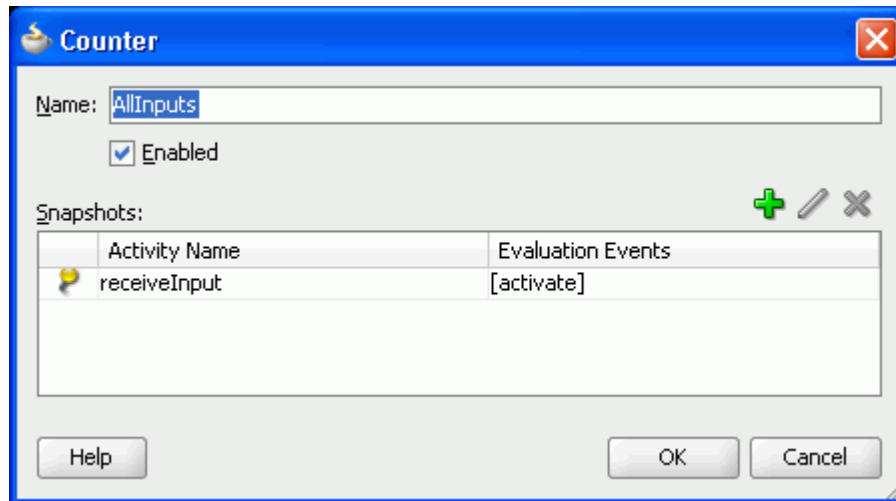 Counter
Name: AllInputs
Enabled
Snapshots:
Activity Name Evaluation Events
receiveInput [activate]
Help OK Cancel